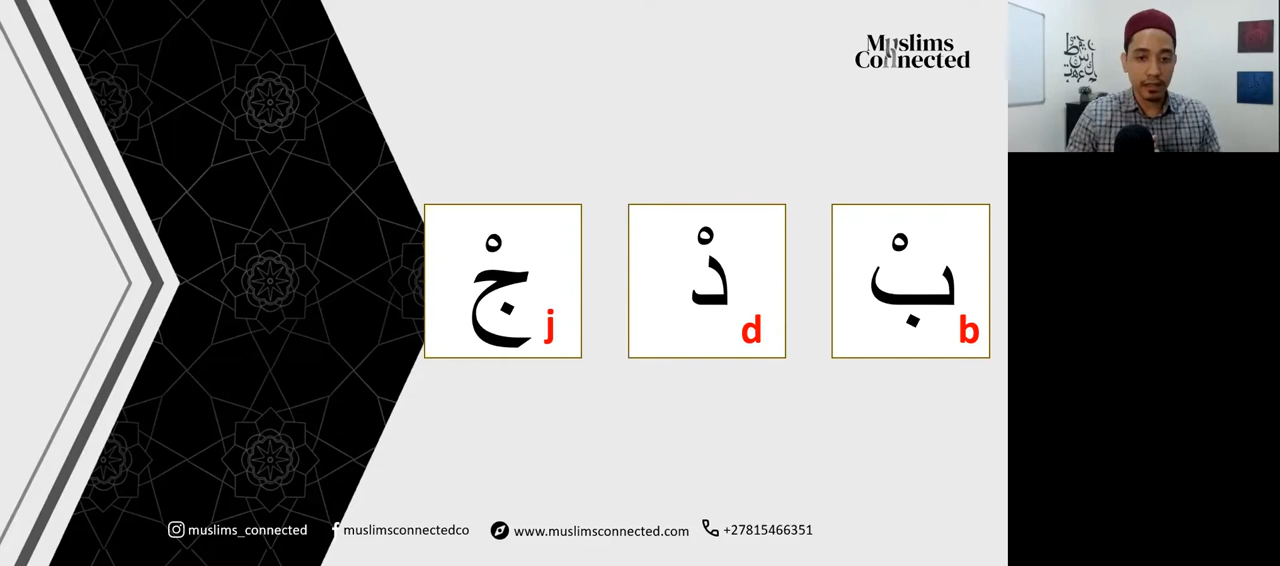 Muslims
Connected
بْ
b
دْ
d
جْ
j
muslims_connected
muslimsconnectedco
www.muslimsconnected.com
+27815466351